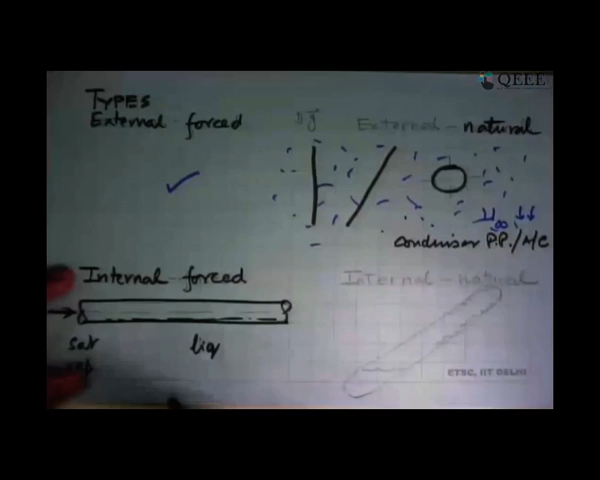 QEEE
TYPES
External forced
External - natural
condenser P.P./A/C
Internal forced
Internal - natural
sat
liq
ETSC, IIT DELHI